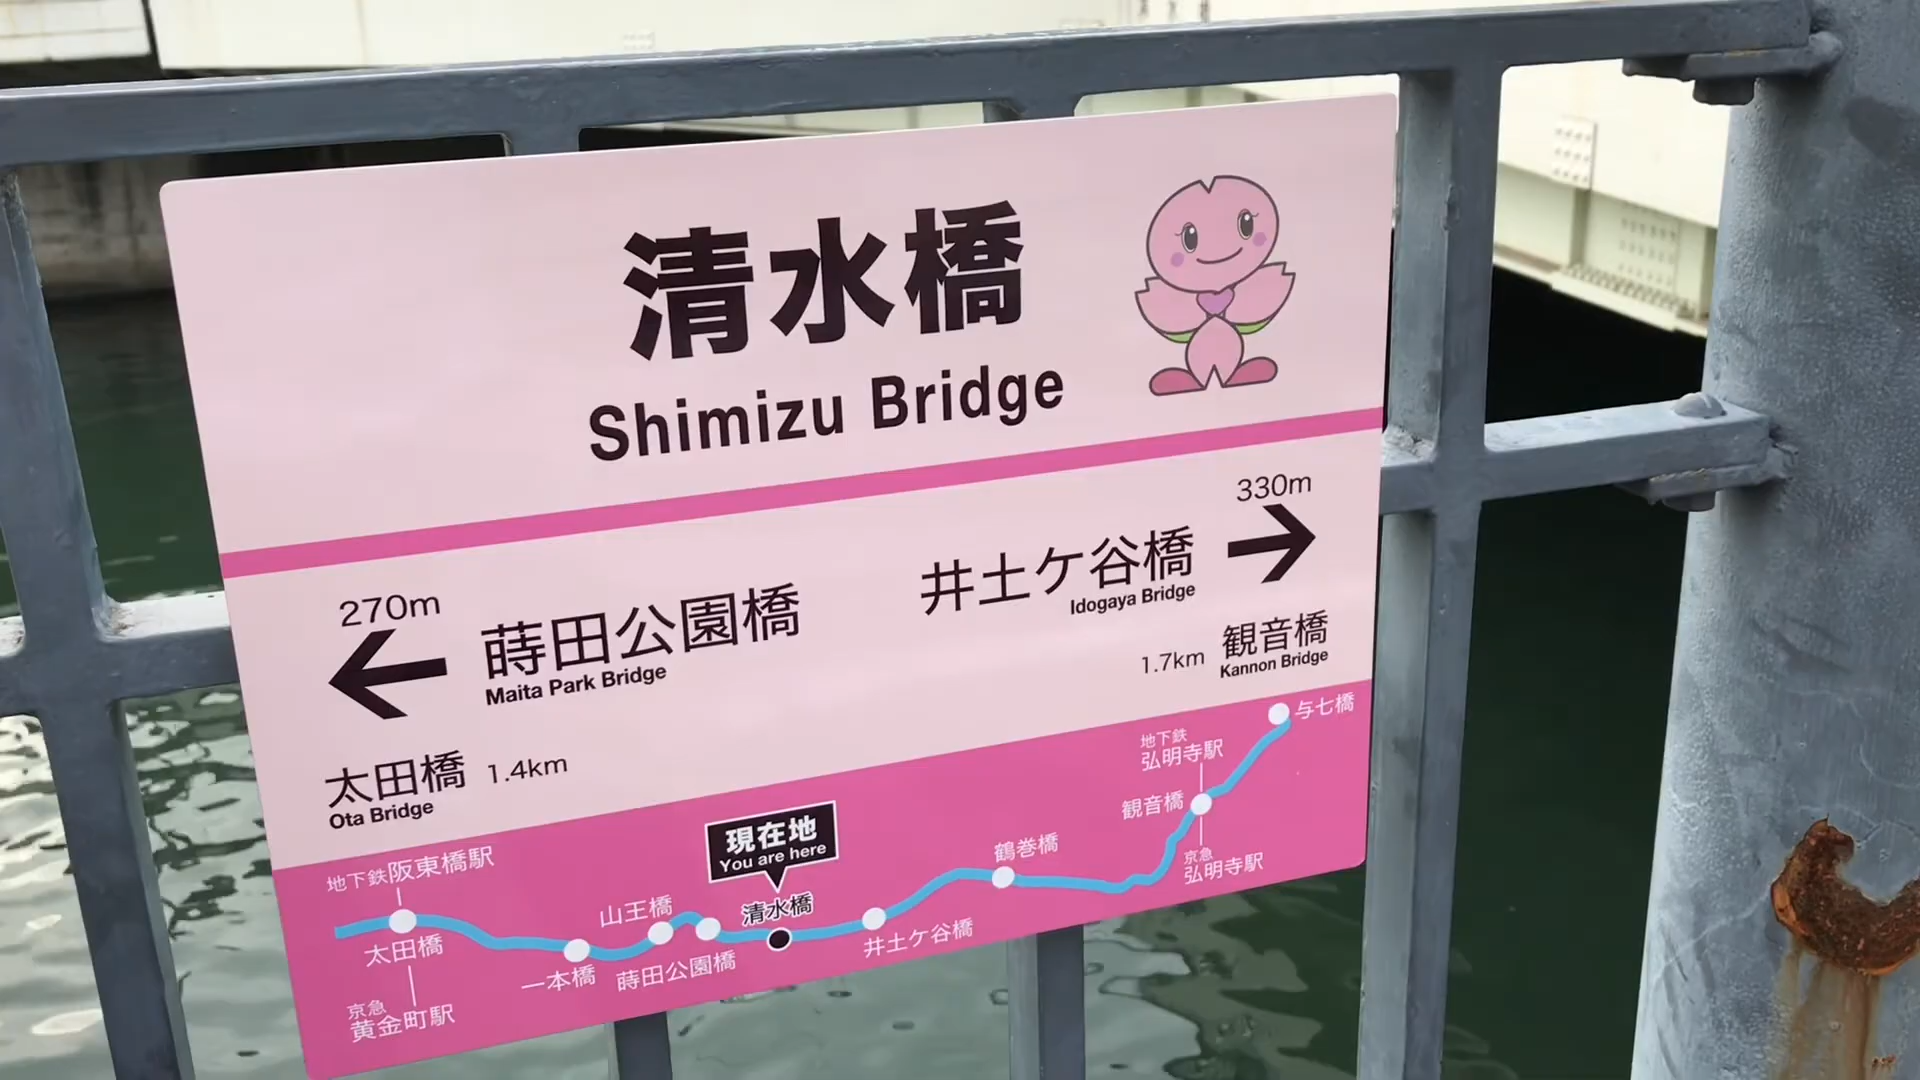 清水橋
Shimizu Bridge
270m
蒔田公園橋
Maita Park Bridge
太田橋 1.4km
Ota Bridge
330m
井土ケ谷橋
Idogaya Bridge
1.7km 観音橋
Kannon Bridge
地下鉄阪東橋駅
太田橋
京急
黄金町駅
一本橋
山王橋
蒔田公園橋
現在地
You are here
清水橋
井土ケ谷橋
鶴巻橋
地下鉄
弘明寺駅
観音橋
京急
弘明寺駅
与七橋